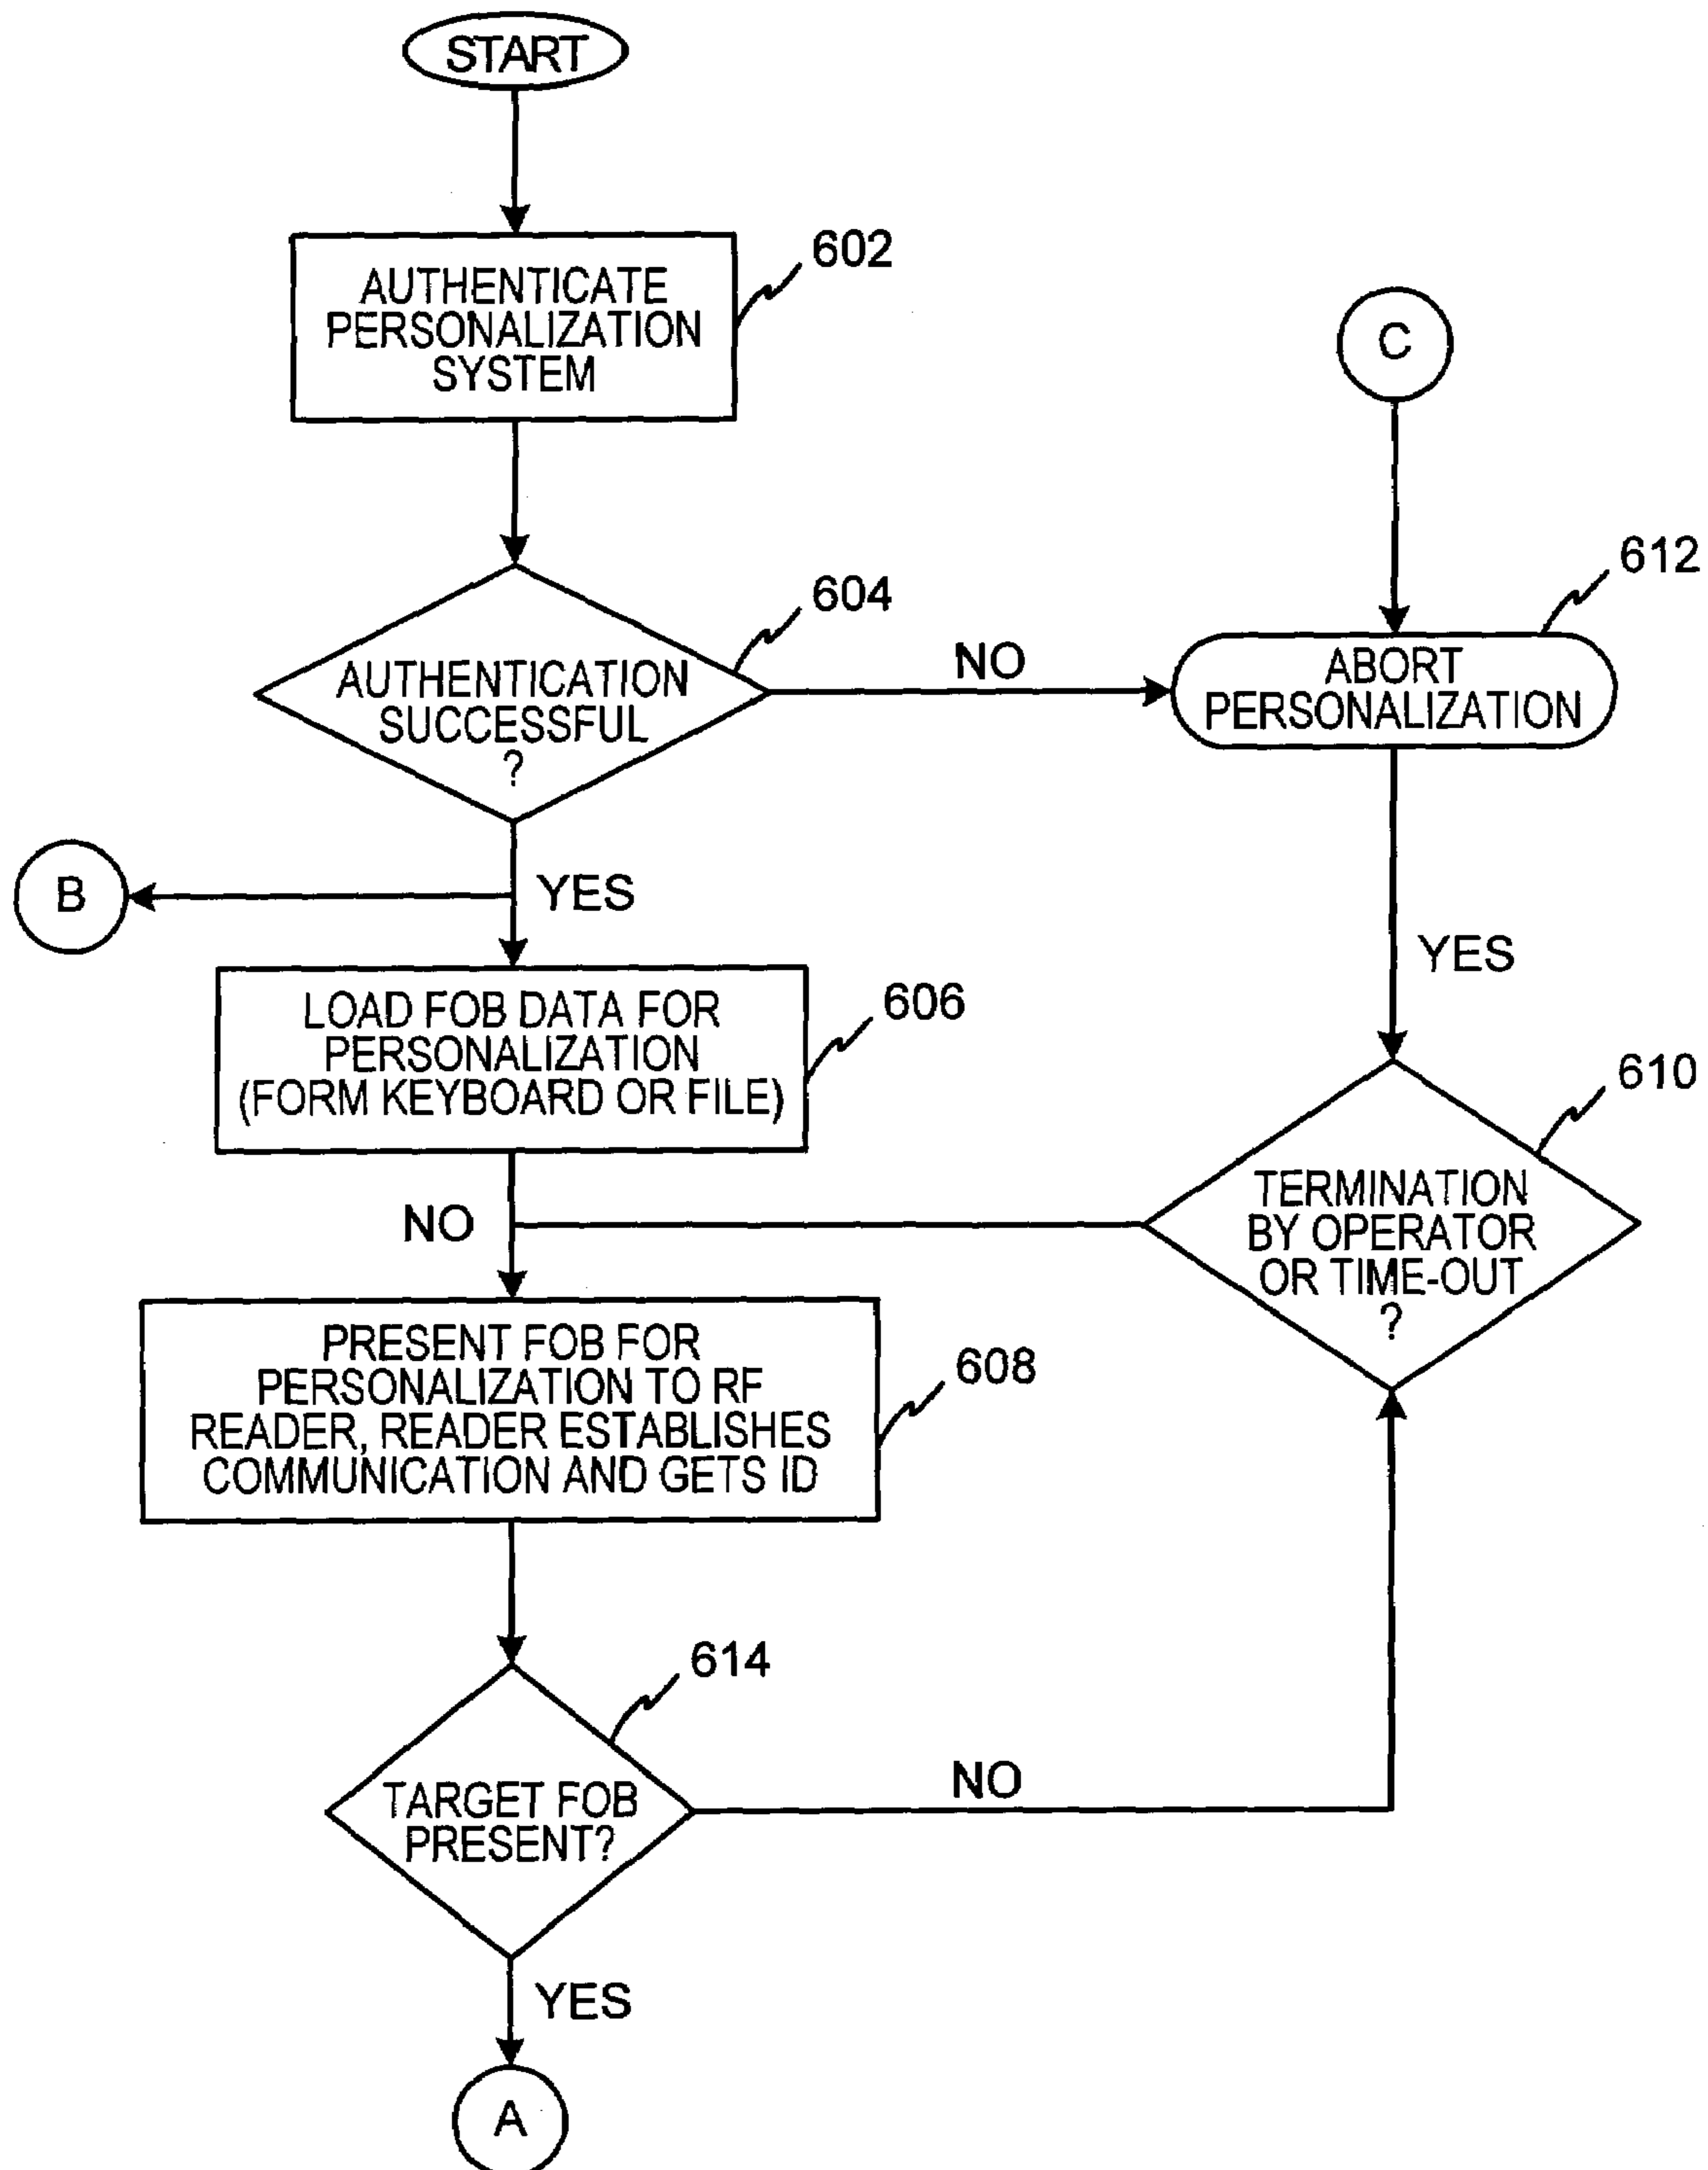 START
602
AUTHENTICATE
PERSONALIZATION
SYSTEM
C
612
604
AUTHENTICATION
SUCCESSFUL
?
NO
ABORT
PERSONALIZATION
B
YES
YES
606
LOAD FOB DATA FOR
PERSONALIZATION
(FORM KEYBOARD OR FILE)
610
NO
TERMINATION
BY OPERATOR
OR TIME-OUT
?
608
PRESENT FOB FOR
PERSONALIZATION TO RF
READER, READER ESTABLISHES
COMMUNICATION AND GETS ID
614
TARGET FOB
PRESENT?
NO
YES
A